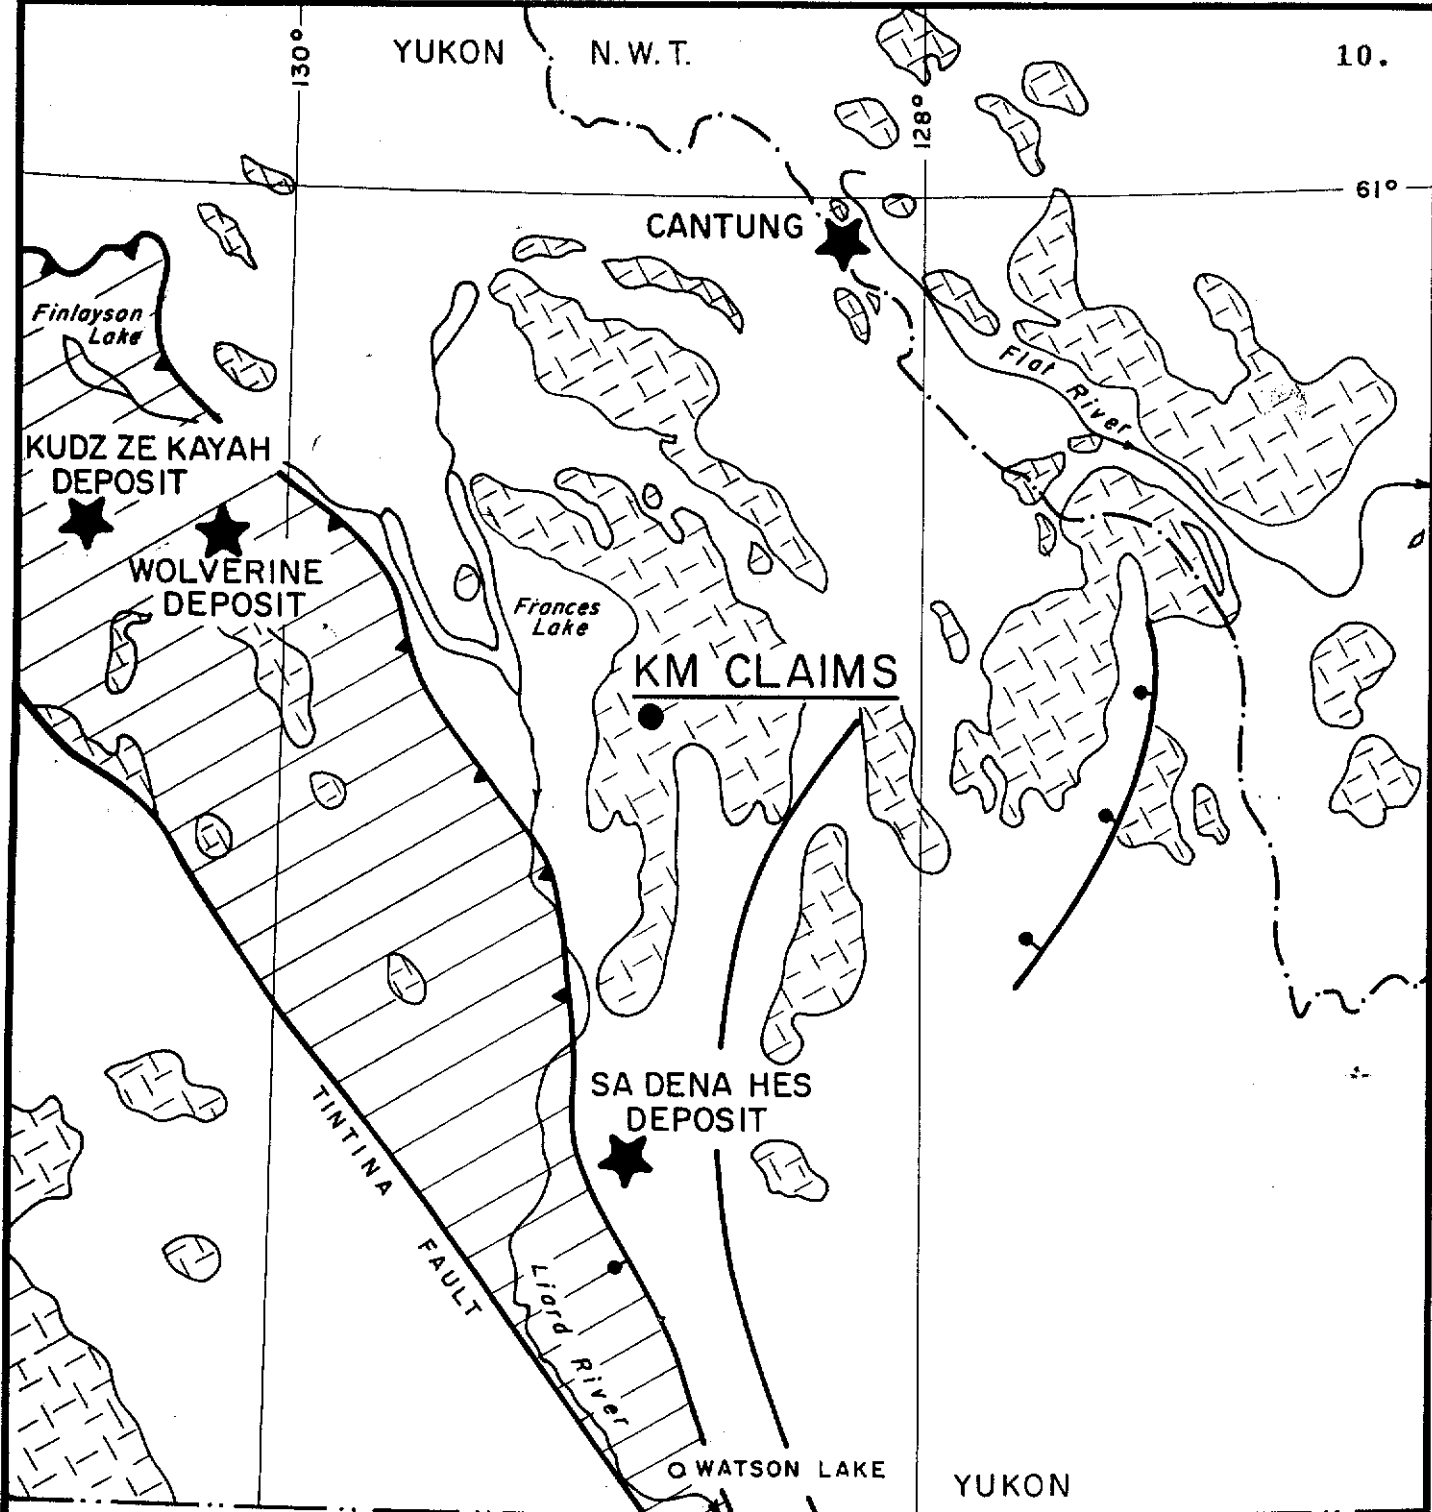 YUKON
N.W.T.
10.
130°
128°
61°
CANTUNG
Finlayson
Lake
Flat River
KUDZ ZE KAYAH
DEPOSIT
WOLVERINE
DEPOSIT
Frances
Lake
KM CLAIMS
SA DENA HES
DEPOSIT
TINTINA FAULT
Liard River
WATSON LAKE
YUKON